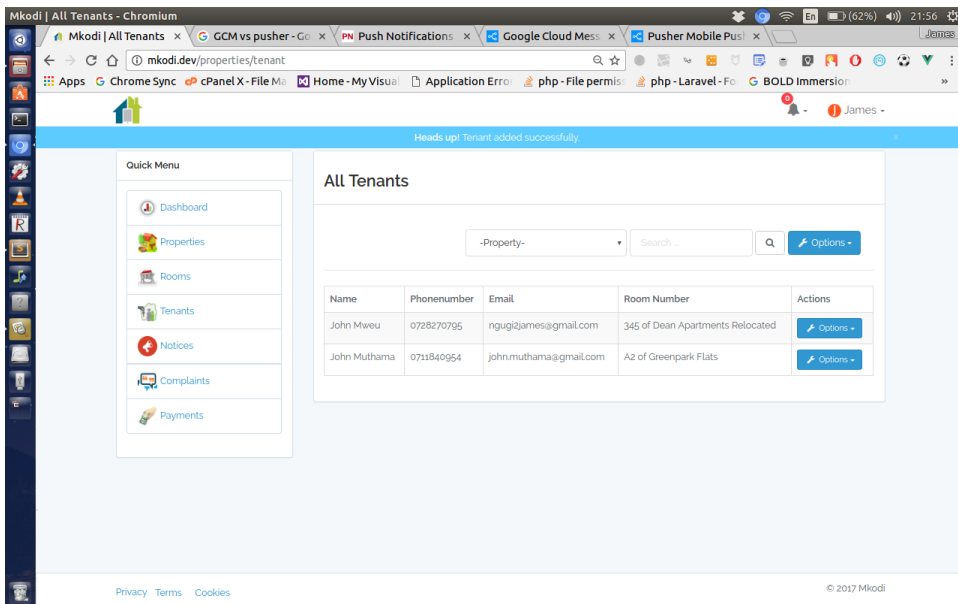 Mkodi | All Tenants - Chromium
En (62%) 21:56
Mkodi | All Tenants × GCM vs pusher - Go × PN Push Notifications × Google Cloud Mess × Pusher Mobile Pus × James
mkodi.dev/properties/tenant
Apps G Chrome Sync cP cPanel X - File Ma Home - My Visual Application Error php - File permiss php - Laravel - Fo G BOLD Immersion »
0 James
Heads up! Tenant added successfully. ×
Quick Menu
Dashboard
Properties
Rooms
Tenants
Notices
Complaints
Payments
All Tenants
-Property- Search .. Options
Name Phonenumber Email Room Number Actions
John Mweu 0728270795 ngugi2james@gmail.com 345 of Dean Apartments Relocated Options
John Muthama 0711840954 john.muthama@gmail.com A2 of Greenpark Flats Options
Privacy Terms Cookies © 2017 Mkodi